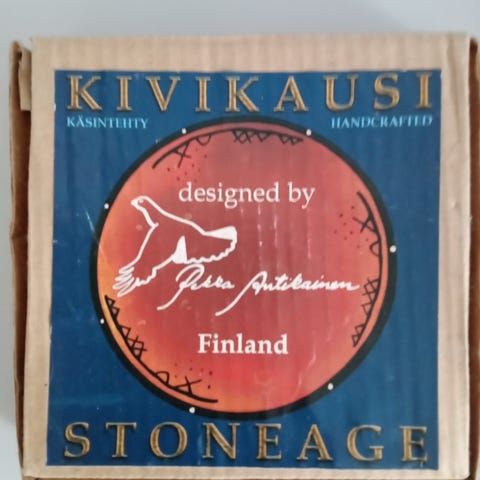 KIVIKAUSI
KÄSINTEHTY HANDCRAFTED
designed by
Pekka Antikainen
Finland
STONEAGE